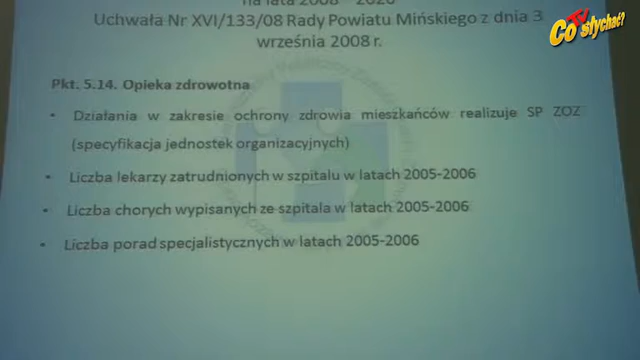 na lata 2008 - 2020
Uchwała Nr XVI/133/08 Rady Powiatu Mińskiego z dnia 3
września 2008 r.
Pkt. 5.14. Opieka zdrowotna
• Działania w zakresie ochrony zdrowia mieszkańców realizuje SP ZOZ
(specyfikacja jednostek organizacyjnych)
• Liczba lekarzy zatrudnionych w szpitalu w latach 2005-2006
• Liczba chorych wypisanych ze szpitala w latach 2005-2006
• Liczba porad specjalistycznych w latach 2005-2006
TV
Co słychać?